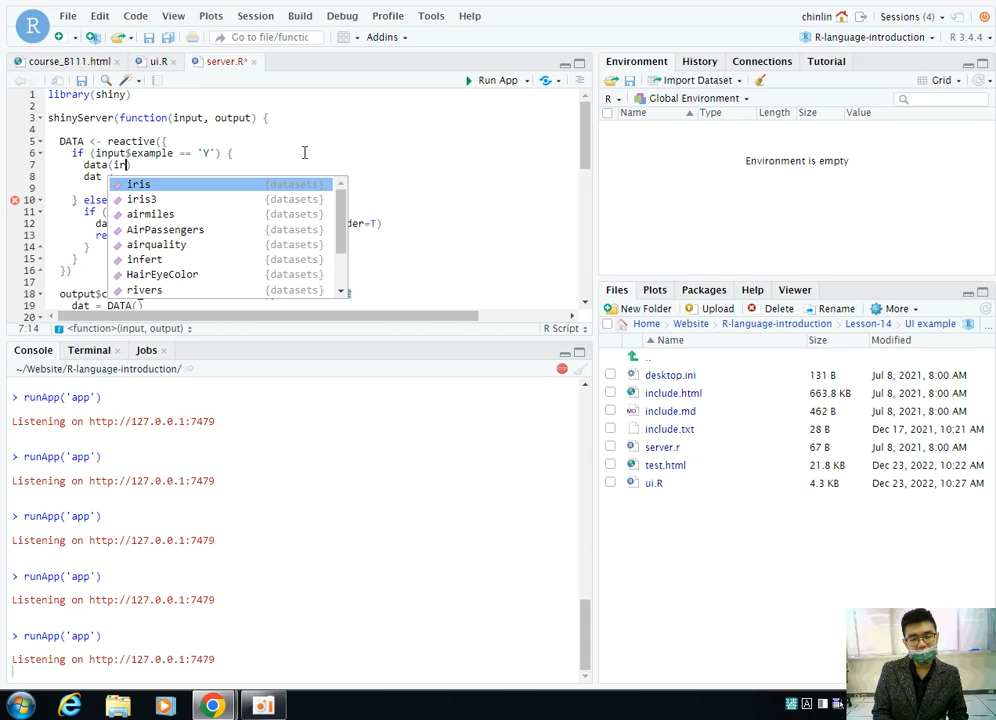 File Edit Code View Plots Session Build Debug Profile Tools Help
chinlin Sessions (4)
R
Go to file/functic Addins
R-language-introduction R 3.4.4
course_B111.html ui.R server.R*
Run App
1 library(shiny)
2
3 shinyServer(function(input, output) {
4
5 DATA <- reactive({
6 if (input$example == 'Y') {
7 data(ir)
8 dat
9
10 } els
11 if (
12 da der=T)
13 re
14 }
15 }
16 })
17
18 output$c
19 dat = DATA()
20
iris {datasets}
iris3 {datasets}
airmiles {datasets}
AirPassengers {datasets}
airquality {datasets}
infert {datasets}
HairEyeColor {datasets}
rivers {datasets}
7:14 <function>(input, output) R Script
Console Terminal Jobs
~/Website/R-language-introduction/
> runApp('app')
Listening on http://127.0.0.1:7479
> runApp('app')
Listening on http://127.0.0.1:7479
> runApp('app')
Listening on http://127.0.0.1:7479
> runApp('app')
Listening on http://127.0.0.1:7479
> runApp('app')
Listening on http://127.0.0.1:7479
Environment History Connections Tutorial
Import Dataset Grid
R Global Environment
Name Type Length Size Value
Environment is empty
Files Plots Packages Help Viewer
New Folder Upload Delete Rename More
Home Website R-language-introduction Lesson-14 UI example ...
Name Size Modified
..
desktop.ini 131 B Jul 8, 2021, 8:00 AM
include.html 663.8 KB Jul 8, 2021, 8:00 AM
include.md 462 B Jul 8, 2021, 8:00 AM
include.txt 28 B Dec 17, 2021, 10:21 AM
server.r 67 B Jul 8, 2021, 8:00 AM
test.html 21.8 KB Dec 23, 2022, 10:22 AM
ui.R 4.3 KB Dec 23, 2022, 10:27 AM